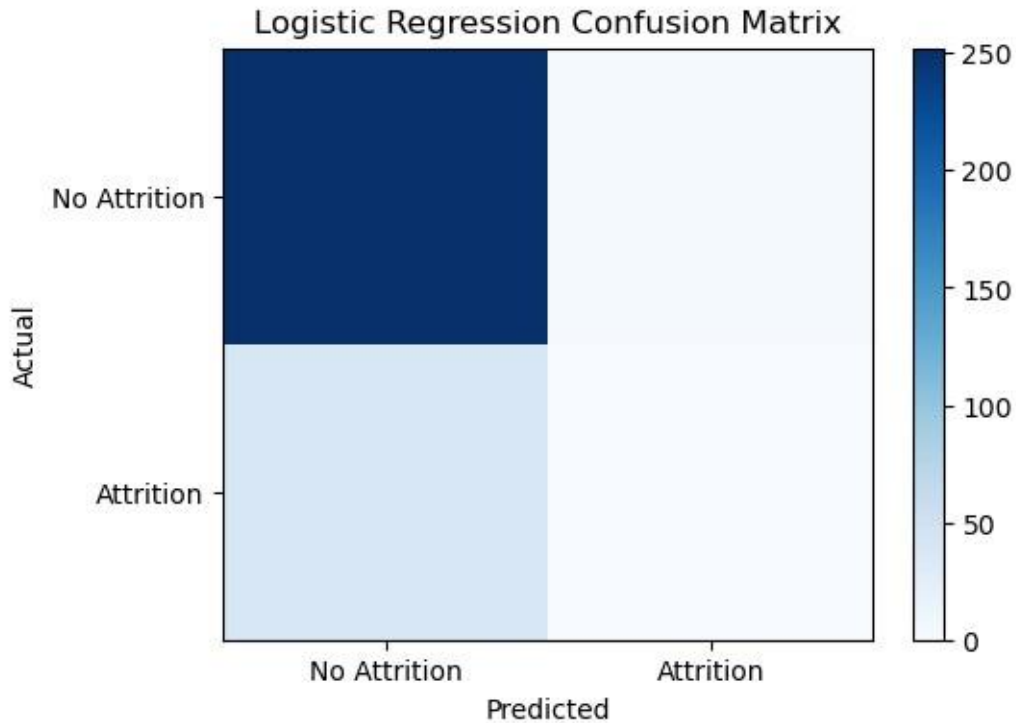 Logistic Regression Confusion Matrix
250
200
150
100
50
0
No Attrition
Attrition
Actual
No Attrition
Attrition
Predicted